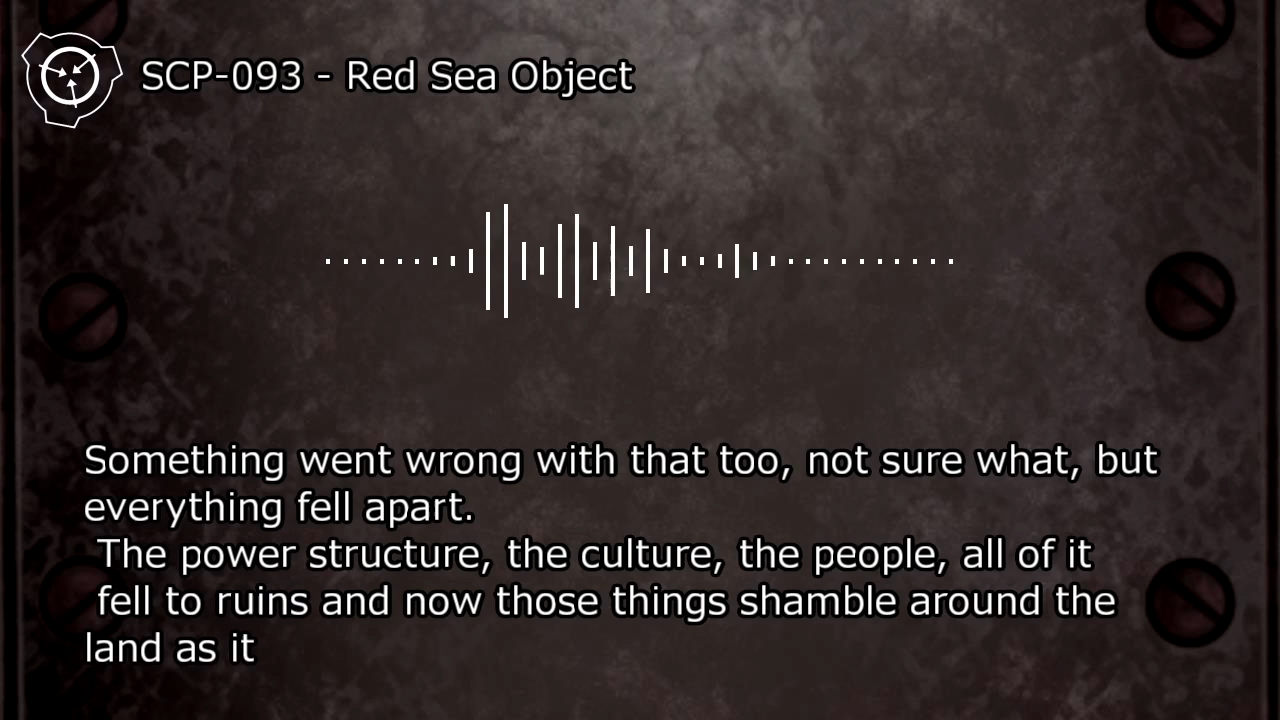 SCP-093 - Red Sea Object
Something went wrong with that too, not sure what, but
everything fell apart.
The power structure, the culture, the people, all of it
fell to ruins and now those things shamble around the
land as it